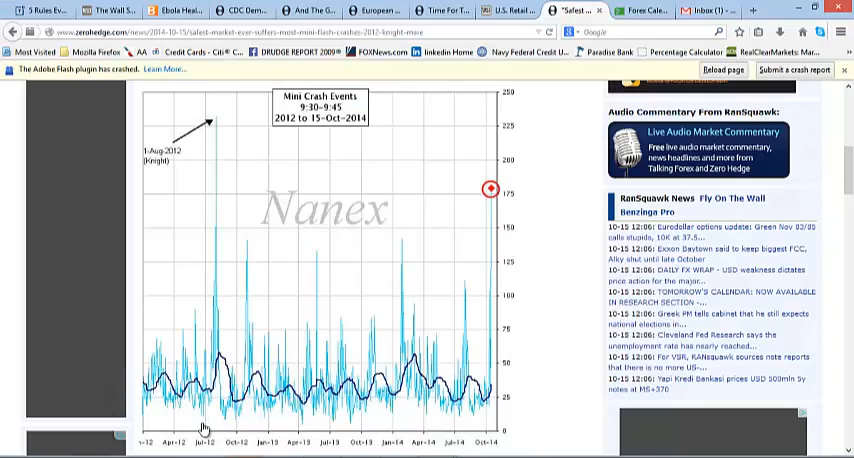 5 Rules Ev...
The Wall S...
Ebola Heal...
CDC Dem...
And The G...
European ...
Time For T...
U.S. Retail ...
"Safest ...
Forex Cale...
Inbox (1) - ...
www.zerohedge.com/news/2014-10-15/safest-market-ever-suffers-most-mini-flash-crashes-2012-knight-mare
Google
Most Visited
Mozilla Firefox
AA
Credit Cards - Citi® C...
DRUDGE REPORT 2009®
FOXNews.com
linkedin Home
Navy Federal Credit U...
Paradise Bank
Percentage Calculator
RealClearMarkets: Mar...
The Adobe Flash plugin has crashed. Learn More...
Reload page
Submit a crash report
Mini Crash Events
9:30-9:45
2012 to 15-Oct-2014
1-Aug-2012
(Knight)
Nanex
250
225
200
175
150
125
100
75
50
25
0
Apr-12
Jul-12
Oct-12
Jan-13
Apr-13
Jul-13
Oct-13
Jan-14
Apr-14
Jul-14
Oct-14
Audio Commentary From RanSquawk:
Live Audio Market Commentary
Free live audio market commentary,
news headlines and more from
Talking Forex and Zero Hedge
RanSquawk News Fly On The Wall
Benzinga Pro
10-15 12:06: Eurodollar options update: Green Nov 83/85
calls stupids, 10K at 37.5...
10-15 12:06: Exxon Baytown said to keep biggest FCC,
Alky shut until late October
10-15 12:06: DAILY FX WRAP - USD weakness dictates
price action for the major...
10-15 12:06: TOMORROW'S CALENDAR: NOW AVAILABLE
IN RESEARCH SECTION -...
10-15 12:06: Greek PM tells cabinet that he still expects
national elections in...
10-15 12:06: Cleveland Fed Research says the
unemployment rate has nearly reached...
10-15 12:06: For VSR, RANsquawk sources note reports
that there is no more US-...
10-15 12:06: Yapi Kredi Bankasi prices USD 500mln 5y
notes at MS+370